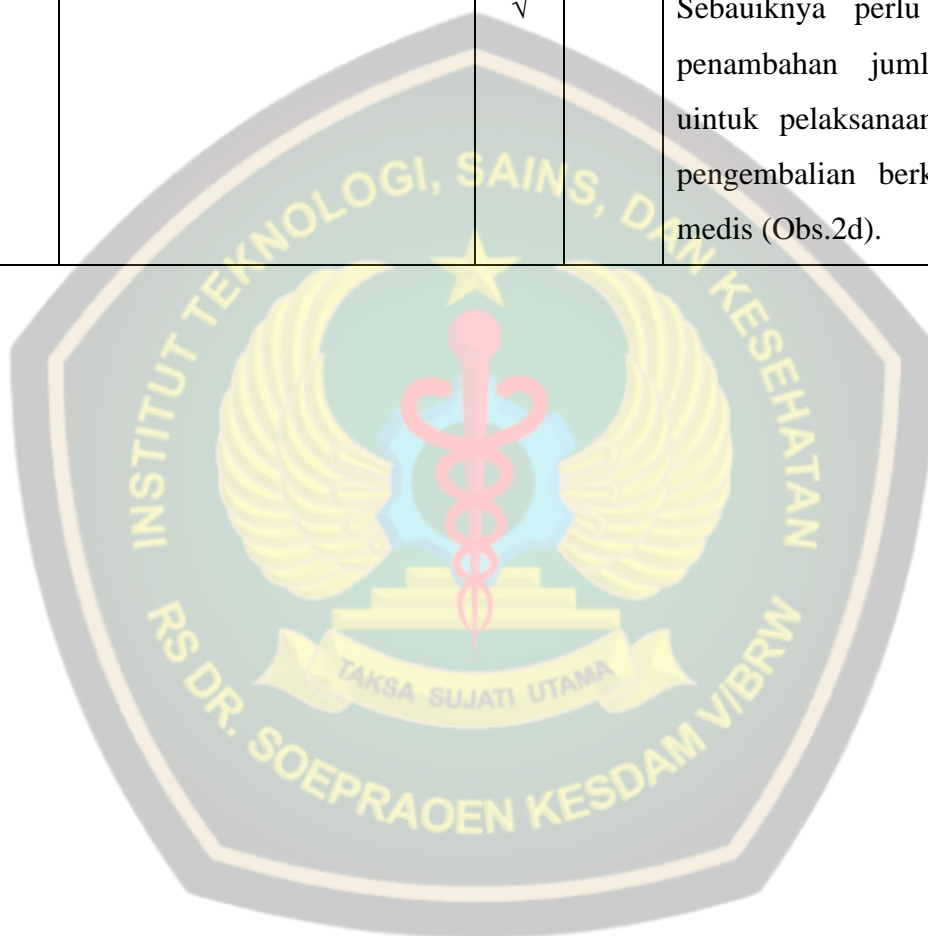 √
Sebauiknya perlu
penambahan juml
uintuk pelaksanaan
pengembalian berk
medis (Obs.2d).
INSTITUT TEKNOLOGI, SAINS, DAN KESEHATAN
TAKSA SUJATI UTAMA
RS DR. SOEPRAOEN KESDAM V/BRW